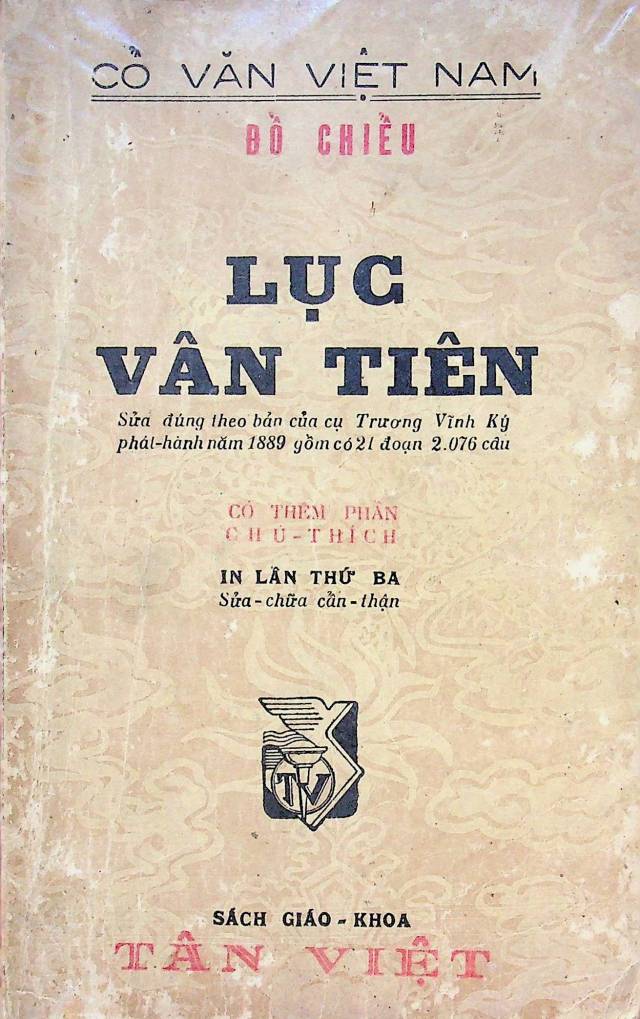 CỔ VĂN VIỆT NAM
ĐỒ CHIỂU
LỤC
VÂN TIÊN
Sửa đúng theo bản của cụ Trương Vĩnh Ký
phát-hành năm 1889 gồm có 21 đoạn 2.076 câu
CÓ THÊM PHẦN
CHÚ-THÍCH
IN LẦN THỨ BA
Sửa-chữa cẩn-thận
TV
SÁCH GIÁO-KHOA
TÂN VIỆT